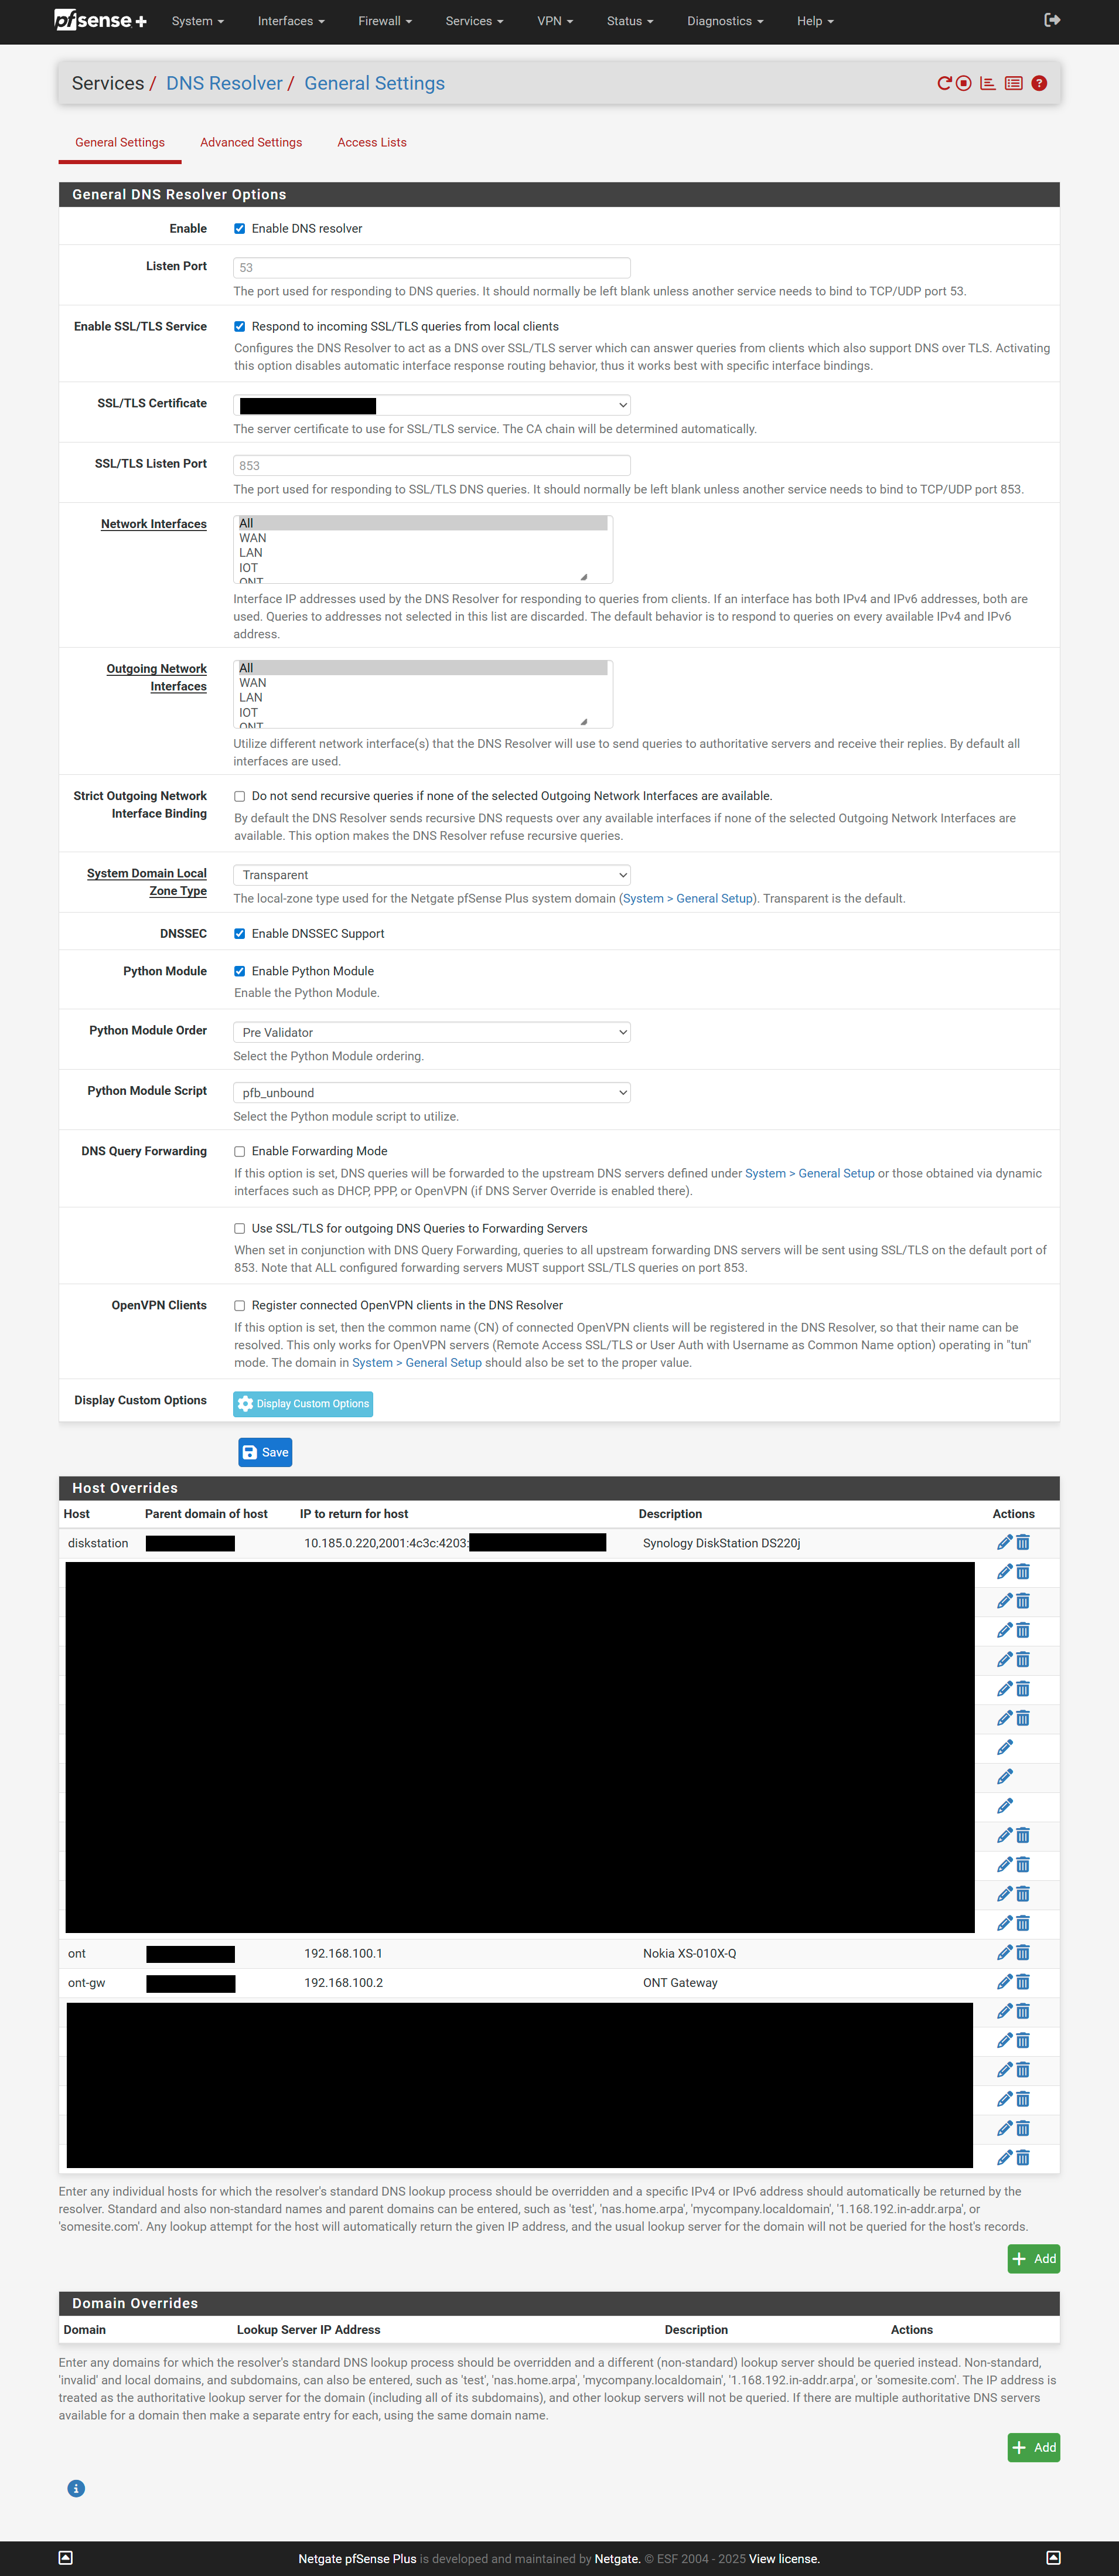 pfsense +
System
Interfaces
Firewall
Services
VPN
Status
Diagnostics
Help
Services / DNS Resolver / General Settings
General Settings
Advanced Settings
Access Lists
General DNS Resolver Options
Enable
Enable DNS resolver
Listen Port
53
The port used for responding to DNS queries. It should normally be left blank unless another service needs to bind to TCP/UDP port 53.
Enable SSL/TLS Service
Respond to incoming SSL/TLS queries from local clients
Configures the DNS Resolver to act as a DNS over SSL/TLS server which can answer queries from clients which also support DNS over TLS. Activating
this option disables automatic interface response routing behavior, thus it works best with specific interface bindings.
SSL/TLS Certificate
The server certificate to use for SSL/TLS service. The CA chain will be determined automatically.
SSL/TLS Listen Port
853
The port used for responding to SSL/TLS DNS queries. It should normally be left blank unless another service needs to bind to TCP/UDP port 853.
Network Interfaces
All
WAN
LAN
IOT
ONT
Interface IP addresses used by the DNS Resolver for responding to queries from clients. If an interface has both IPv4 and IPv6 addresses, both are
used. Queries to addresses not selected in this list are discarded. The default behavior is to respond to queries on every available IPv4 and IPv6
address.
Outgoing Network
Interfaces
All
WAN
LAN
IOT
ONT
Utilize different network interface(s) that the DNS Resolver will use to send queries to authoritative servers and receive their replies. By default all
interfaces are used.
Strict Outgoing Network
Interface Binding
Do not send recursive queries if none of the selected Outgoing Network Interfaces are available.
By default the DNS Resolver sends recursive DNS requests over any available interfaces if none of the selected Outgoing Network Interfaces are
available. This option makes the DNS Resolver refuse recursive queries.
System Domain Local
Zone Type
Transparent
The local-zone type used for the Netgate pfSense Plus system domain (System > General Setup). Transparent is the default.
DNSSEC
Enable DNSSEC Support
Python Module
Enable Python Module
Enable the Python Module.
Python Module Order
Pre Validator
Select the Python Module ordering.
Python Module Script
pfb_unbound
Select the Python module script to utilize.
DNS Query Forwarding
Enable Forwarding Mode
If this option is set, DNS queries will be forwarded to the upstream DNS servers defined under System > General Setup or those obtained via dynamic
interfaces such as DHCP, PPP, or OpenVPN (if DNS Server Override is enabled there).
Use SSL/TLS for outgoing DNS Queries to Forwarding Servers
When set in conjunction with DNS Query Forwarding, queries to all upstream forwarding DNS servers will be sent using SSL/TLS on the default port of
853. Note that ALL configured forwarding servers MUST support SSL/TLS queries on port 853.
OpenVPN Clients
Register connected OpenVPN clients in the DNS Resolver
If this option is set, then the common name (CN) of connected OpenVPN clients will be registered in the DNS Resolver, so that their name can be
resolved. This only works for OpenVPN servers (Remote Access SSL/TLS or User Auth with Username as Common Name option) operating in "tun"
mode. The domain in System > General Setup should also be set to the proper value.
Display Custom Options
Display Custom Options
Save
Host Overrides
Host Parent domain of host IP to return for host Description Actions
diskstation 10.185.0.220,2001:4c3c:4203: Synology DiskStation DS220j
ont 192.168.100.1 Nokia XS-010X-Q
ont-gw 192.168.100.2 ONT Gateway
Enter any individual hosts for which the resolver's standard DNS lookup process should be overridden and a specific IPv4 or IPv6 address should automatically be returned by the
resolver. Standard and also non-standard names and parent domains can be entered, such as 'test', 'nas.home.arpa', 'mycompany.localdomain', '1.168.192.in-addr.arpa', or
'somesite.com'. Any lookup attempt for the host will automatically return the given IP address, and the usual lookup server for the domain will not be queried for the host's records.
Add
Domain Overrides
Domain Lookup Server IP Address Description Actions
Enter any domains for which the resolver's standard DNS lookup process should be overridden and a different (non-standard) lookup server should be queried instead. Non-standard,
'invalid' and local domains, and subdomains, can also be entered, such as 'test', 'nas.home.arpa', 'mycompany.localdomain', '1.168.192.in-addr.arpa', or 'somesite.com'. The IP address is
treated as the authoritative lookup server for the domain (including all of its subdomains), and other lookup servers will not be queried. If there are multiple authoritative DNS servers
available for a domain then make a separate entry for each, using the same domain name.
Add
Netgate pfSense Plus is developed and maintained by Netgate. © ESF 2004 - 2025 View license.